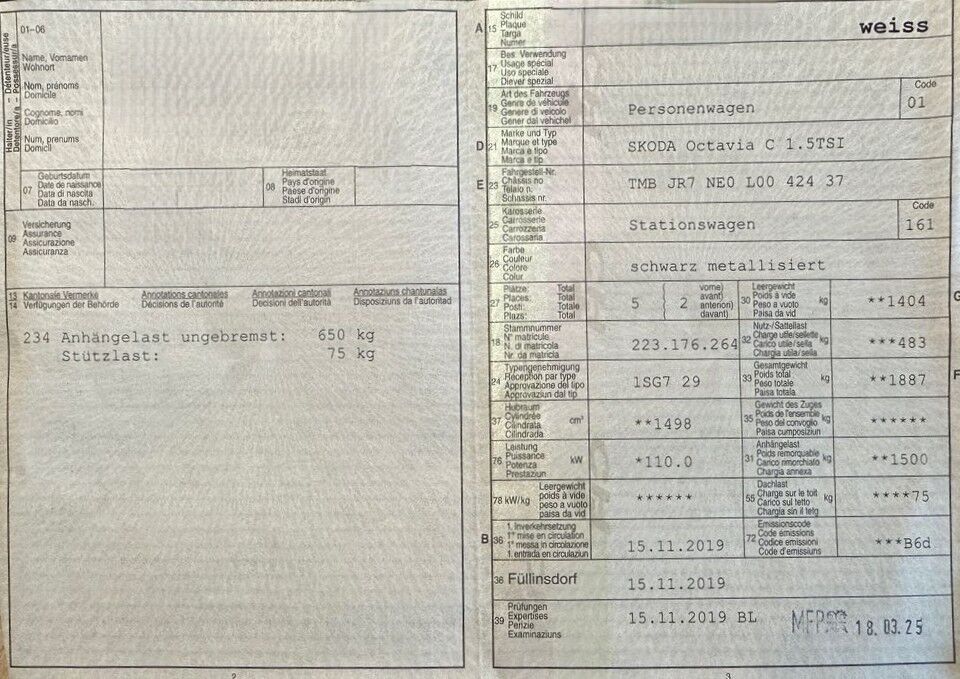 Halter/in – Détenteur/euse
Detentore/a – Possessur/a
01–06
Name, Vornamen
Wohnort
Nom, prénoms
Domicile
Cognome, nomi
Domicilio
Num, prenums
Domicil
07
Geburtsdatum
Date de naissance
Data di nascita
Data da nasch.
08
Heimatstaat
Pays d'origine
Paese d'origine
Stadi d'origin
09
Versicherung
Assurance
Assicurazione
Assicuranza
13 Kantonale Vermerke Annotations cantonales Annotazioni cantonali Annotaziuns chantunalas
14 Verfügungen der Behörde Décisions de l'autorité Decisioni dell'autorità Disposiziuns da l'autoritad
234 Anhängelast ungebremst: 650 kg
Stützlast: 75 kg
2
A 15
Schild
Plaque
Targa
Numer
weiss
17
Bes. Verwendung
Usage spécial
Uso speciale
Diever spezial
19
Art des Fahrzeugs
Genre de véhicule
Genere di veicolo
Gener dal vehichel
Personenwagen
Code
01
D 21
Marke und Typ
Marque et type
Marca e tipo
Marca e tip
SKODA Octavia C 1.5TSI
E 23
Fahrgestell-Nr.
Châssis no
Telaio n.
Schassis nr.
TMB JR7 NE0 L00 424 37
25
Karosserie
Carrosserie
Carrozzeria
Carossaria
Stationswagen
Code
161
26
Farbe
Couleur
Colore
Colur
schwarz metallisiert
27
Plätze: Total
Places: Total
Posti: Totale
Plazs: Total
5 2
vorne)
avant)
anteriori)
davant)
30
Leergewicht
Poids à vide
Peso a vuoto
Paisa da vid
kg
**1404
G
18
Stammnummer
N° matricule
N. di matricola
Nr. da matricla
223.176.264
32
Nutz-/Sattellast
Charge utile/sellette
Carico utile/sella
Chargia utila/sella
kg
***483
24
Typengenehmigung
Réception par type
Approvazione del tipo
Approvaziun dal tip
1SG7 29
33
Gesamtgewicht
Poids total
Peso totale
Paisa totala
kg
**1887
F
37
Hubraum
Cylindrée
Cilindrata
Cilindrada
cm³
**1498
35
Gewicht des Zuges
Poids de l'ensemble
Peso del convoglio
Paisa cumposiziun
kg
******
76
Leistung
Puissance
Potenza
Prestaziun
kW
*110.0
31
Anhängelast
Poids remorquable
Carico rimorchiato
Chargia annexa
kg
**1500
78 kW/kg
Leergewicht
poids à vide
peso a vuoto
paisa da vid
******
55
Dachlast
Charge sur le toit
Carico sul tetto
Chargia sin il tetg
kg
****75
B 36
1. Inverkehrsetzung
1re mise en circulation
1a messa in circolazione
1. entrada en circulaziun
15.11.2019
72
Emissionscode
Code émissions
Codice emissioni
Code d'emissiuns
***B6d
38 Füllinsdorf 15.11.2019
39
Prüfungen
Expertises
Perizie
Examinaziuns
15.11.2019 BL
MFP 18.03.25
3